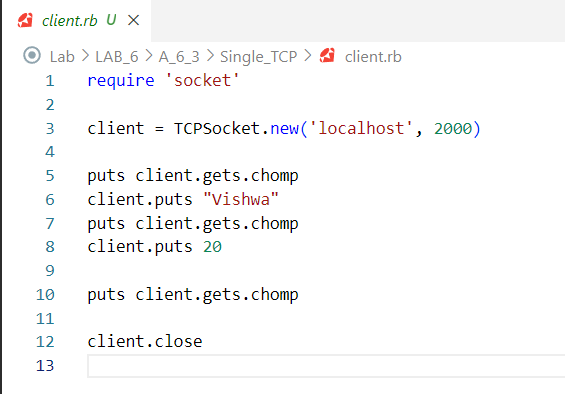 client.rb U ×
Lab > LAB_6 > A_6_3 > Single_TCP > client.rb
1 require 'socket'
2
3 client = TCPSocket.new('localhost', 2000)
4
5 puts client.gets.chomp
6 client.puts "Vishwa"
7 puts client.gets.chomp
8 client.puts 20
9
10 puts client.gets.chomp
11
12 client.close
13